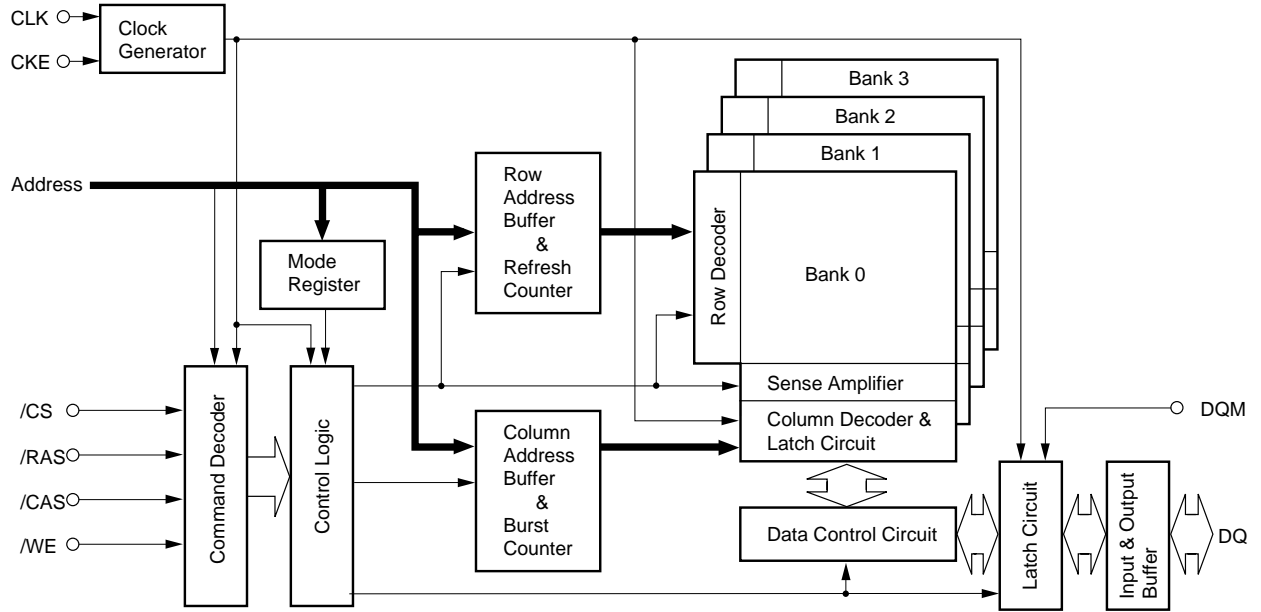 CLK
CKE
Clock
Generator
Bank 3
Bank 2
Bank 1
Address
Row
Address
Buffer
&
Refresh
Counter
Row Decoder
Bank 0
Mode
Register
Sense Amplifier
Column Decoder &
Latch Circuit
/CS
/RAS
/CAS
/WE
Command Decoder
Control Logic
Column
Address
Buffer
&
Burst
Counter
DQM
Data Control Circuit
Latch Circuit
Input & Output
Buffer
DQ